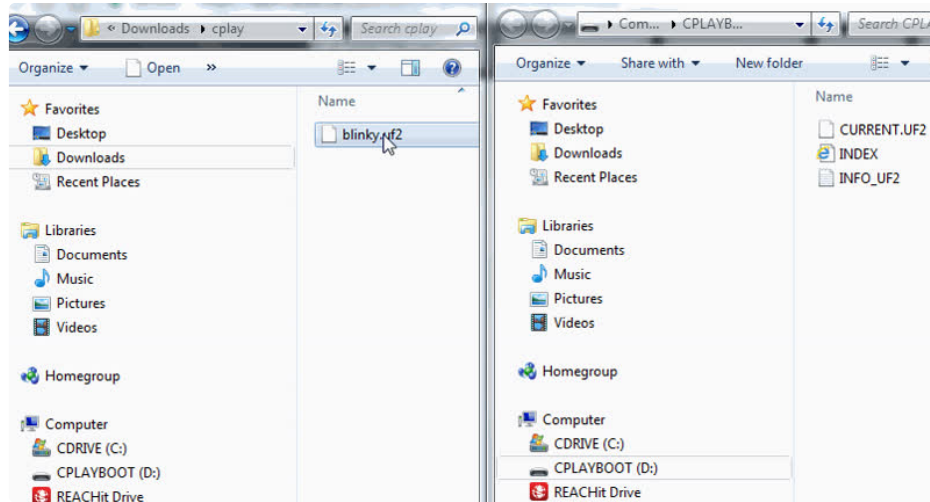 « Downloads ▸ cplay
Search cplay
Organize ▾ Open »
Favorites
Desktop
Downloads
Recent Places
Libraries
Documents
Music
Pictures
Videos
Homegroup
Computer
CDRIVE (C:)
CPLAYBOOT (D:)
REACHit Drive
Name
blinky.uf2
▸ Com... ▸ CPLAYB...
Search CPLA
Organize ▾ Share with ▾ New folder
Favorites
Desktop
Downloads
Recent Places
Libraries
Documents
Music
Pictures
Videos
Homegroup
Computer
CDRIVE (C:)
CPLAYBOOT (D:)
REACHit Drive
Name
CURRENT.UF2
INDEX
INFO_UF2